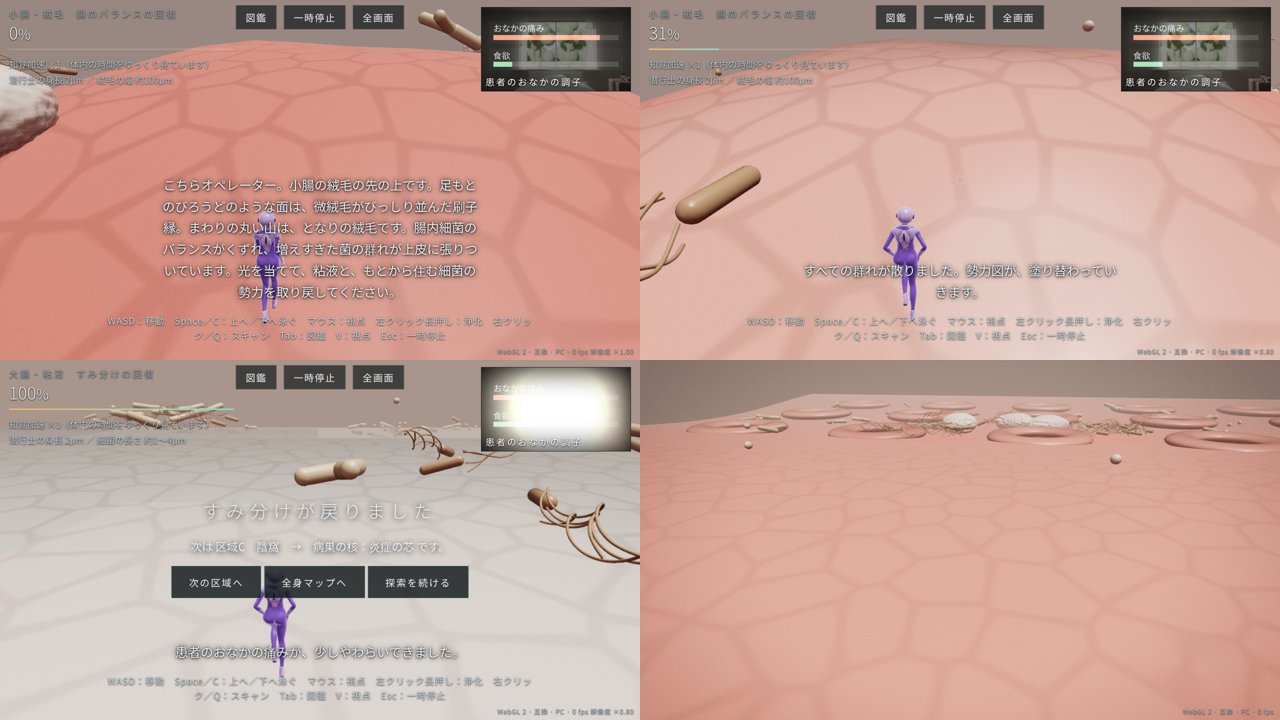 小腸・絨毛　腸のバランスの回復
0%
知覚加速 ×1（体内の時間をゆっくり見ています）
潜行士の身長 2μm ／ 絨毛の幅 約100μm
図鑑
一時停止
全画面
おなかの痛み
食欲
患者のおなかの調子
こちらオペレーター。小腸の絨毛の先の上です。足もと
のびろうどのような面は、微絨毛がびっしり並んだ刷子
縁。まわりの丸い山は、となりの絨毛です。腸内細菌の
バランスがくずれ、増えすぎた菌の群れが上皮に張りつ
いています。光を当てて、粘液と、もとから住む細菌の
勢力を取り戻してください。
WASD：移動　Space／C：上へ／下へ泳ぐ　マウス：視点　左クリック長押し：浄化　右クリッ
ク／Q：スキャン　Tab：図鑑　V：視点　Esc：一時停止
WebGL 2・互換・PC・0 fps 解像度 ×1.00
小腸・絨毛　腸のバランスの回復
31%
知覚加速 ×1（体内の時間をゆっくり見ています）
潜行士の身長 2μm ／ 絨毛の幅 約100μm
図鑑
一時停止
全画面
おなかの痛み
食欲
患者のおなかの調子
すべての群れが散りました。勢力図が、塗り替わってい
きます。
WASD：移動　Space／C：上へ／下へ泳ぐ　マウス：視点　左クリック長押し：浄化　右クリッ
ク／Q：スキャン　Tab：図鑑　V：視点　Esc：一時停止
WebGL 2・互換・PC・0 fps 解像度 ×0.80
大腸・粘液　すみ分けの回復
100%
知覚加速 ×1（体内の時間をゆっくり見ています）
潜行士の身長 2μm ／ 細菌の長さ 約1〜4μm
図鑑
一時停止
全画面
おなかの痛み
食欲
患者のおなかの調子
すみ分けが戻りました
次は 区域C　陰窩　→　病巣の核：炎症の芯 です。
次の区域へ
全身マップへ
探索を続ける
患者のおなかの痛みが、少しやわらいできました。
WASD：移動　Space／C：上へ／下へ泳ぐ　マウス：視点　左クリック長押し：浄化　右クリッ
ク／Q：スキャン　Tab：図鑑　V：視点　Esc：一時停止
WebGL 2・互換・PC・0 fps 解像度 ×0.80
WebGL 2・互換・PC・0 fps